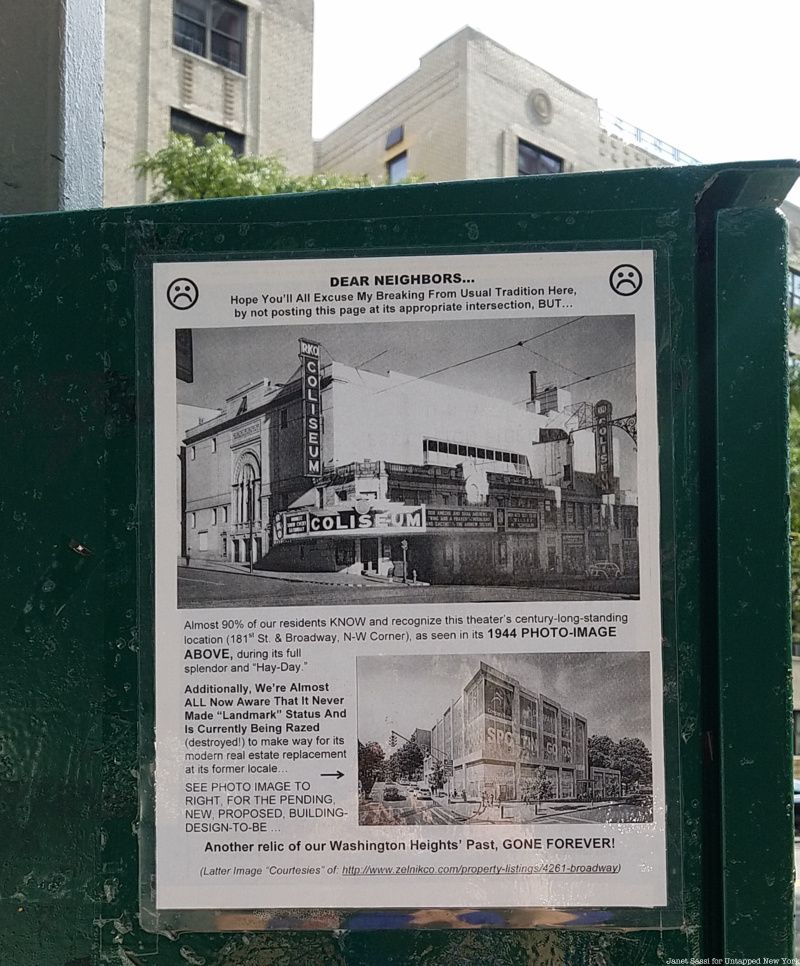 DEAR NEIGHBORS...
Hope You'll All Excuse My Breaking From Usual Tradition Here,
by not posting this page at its appropriate intersection, BUT...
RKO
COLISEUM
COLISEUM
Almost 90% of our residents KNOW and recognize this theater's century-long-standing
location (181st St. & Broadway, N-W Corner), as seen in its 1944 PHOTO-IMAGE
ABOVE, during its full
splendor and "Hay-Day."
Additionally, We're Almost
ALL Now Aware That It Never
Made "Landmark" Status And
Is Currently Being Razed
(destroyed!) to make way for its
modern real estate replacement
at its former locale...
SEE PHOTO IMAGE TO
RIGHT, FOR THE PENDING,
NEW, PROPOSED, BUILDING-
DESIGN-TO-BE ...
Another relic of our Washington Heights' Past, GONE FOREVER!
(Latter Image "Courtesies" of: http://www.zelnikco.com/property-listings/4261-broadway)
Janet Sassi for Untapped New York